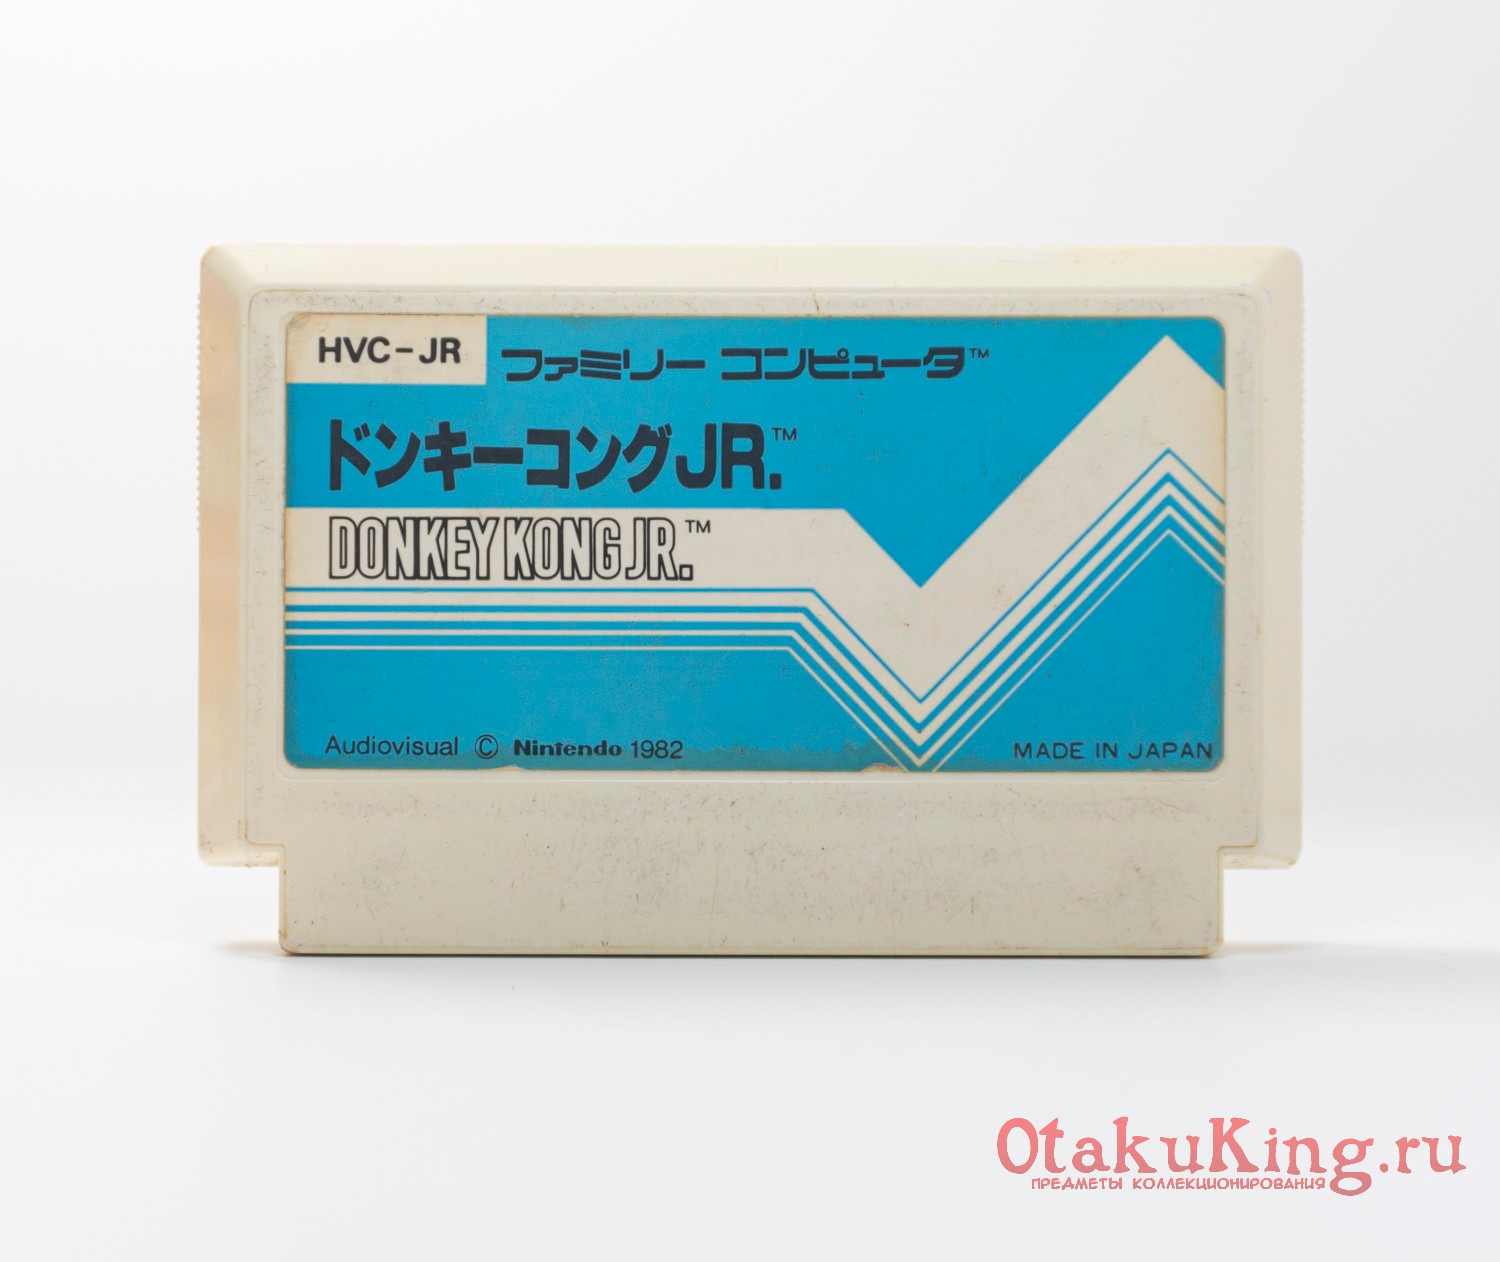 HVC-JR
ファミリー コンピュータ™
ドンキーコングJR.™
DONKEY KONG JR.™
Audiovisual © Nintendo 1982
MADE IN JAPAN
OtakuKing.ru
ПРЕДМЕТЫ КОЛЛЕКЦИОНИРОВАНИЯ